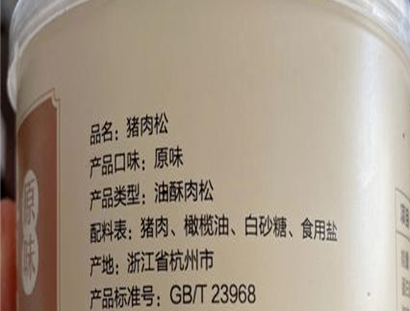 品名：猪肉松
产品口味：原味
产品类型：油酥肉松
配料表：猪肉、橄榄油、白砂糖、食用盐
产地：浙江省杭州市
产品标准号：GB/T 23968
原味